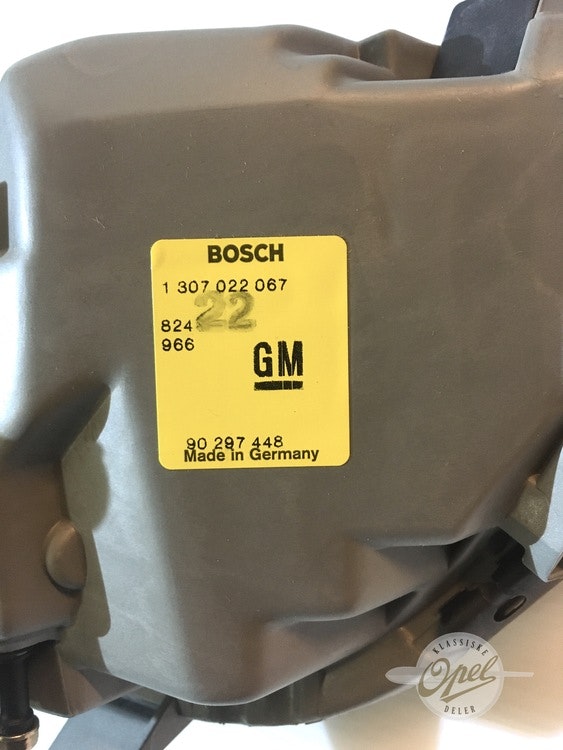 BOSCH
1 307 022 067
22
824
966
GM
90 297 448
Made in Germany
KLASSISKE
Opel
DELER